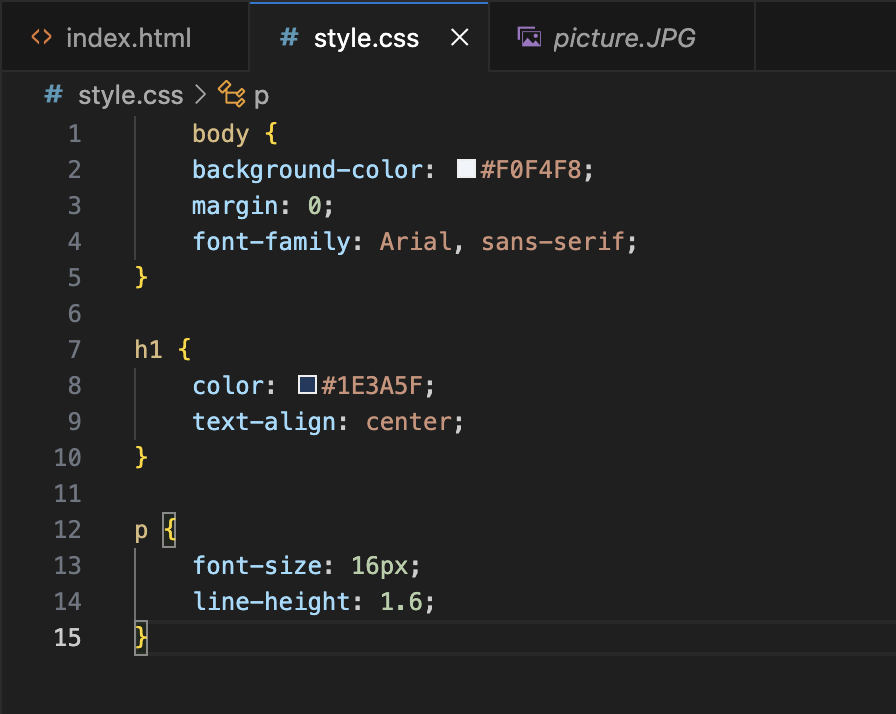 index.html style.css picture.JPG
# style.css > p
1 body {
2 background-color: #F0F4F8;
3 margin: 0;
4 font-family: Arial, sans-serif;
5 }
6
7 h1 {
8 color: #1E3A5F;
9 text-align: center;
10 }
11
12 p {
13 font-size: 16px;
14 line-height: 1.6;
15 }